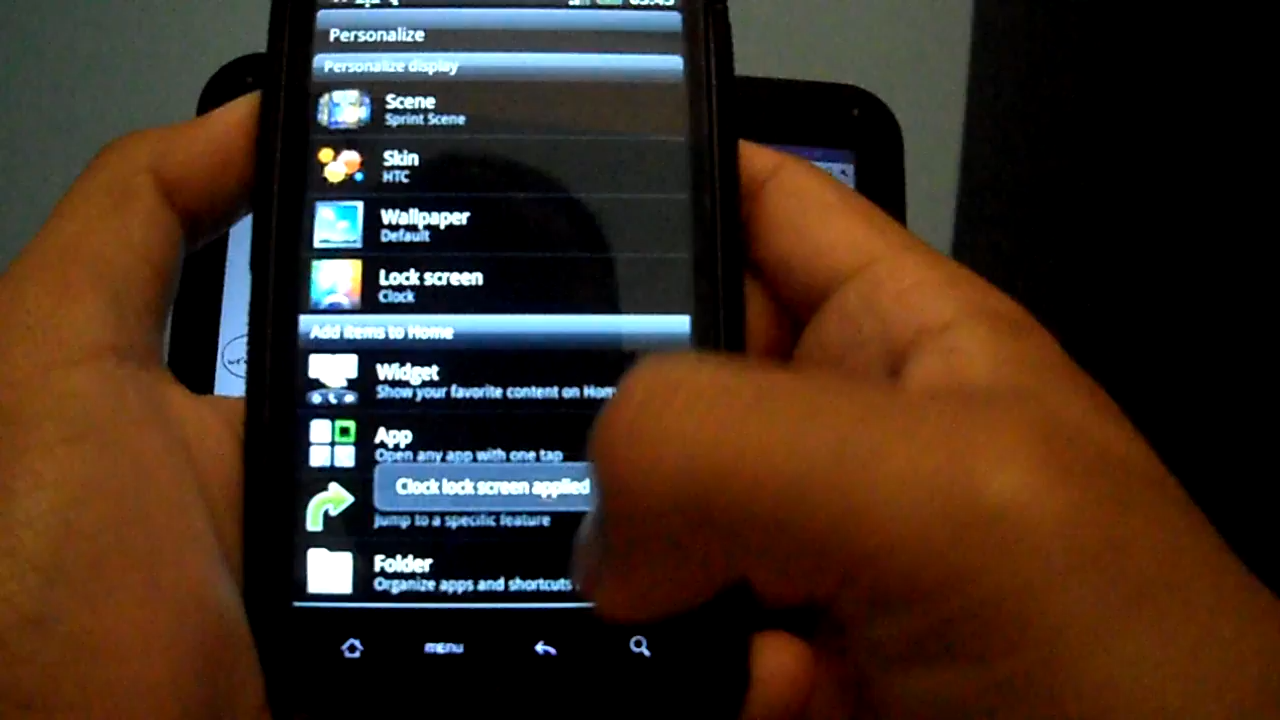 Personalize
Personalize display
Scene
Sprint Scene
Skin
HTC
Wallpaper
Default
Lock screen
Clock
Add items to Home
Widget
Show your favorite content on Hom
App
Open any app with one tap
Clock lock screen applied
Jump to a specific feature
Folder
Organize apps and shortcuts
menu